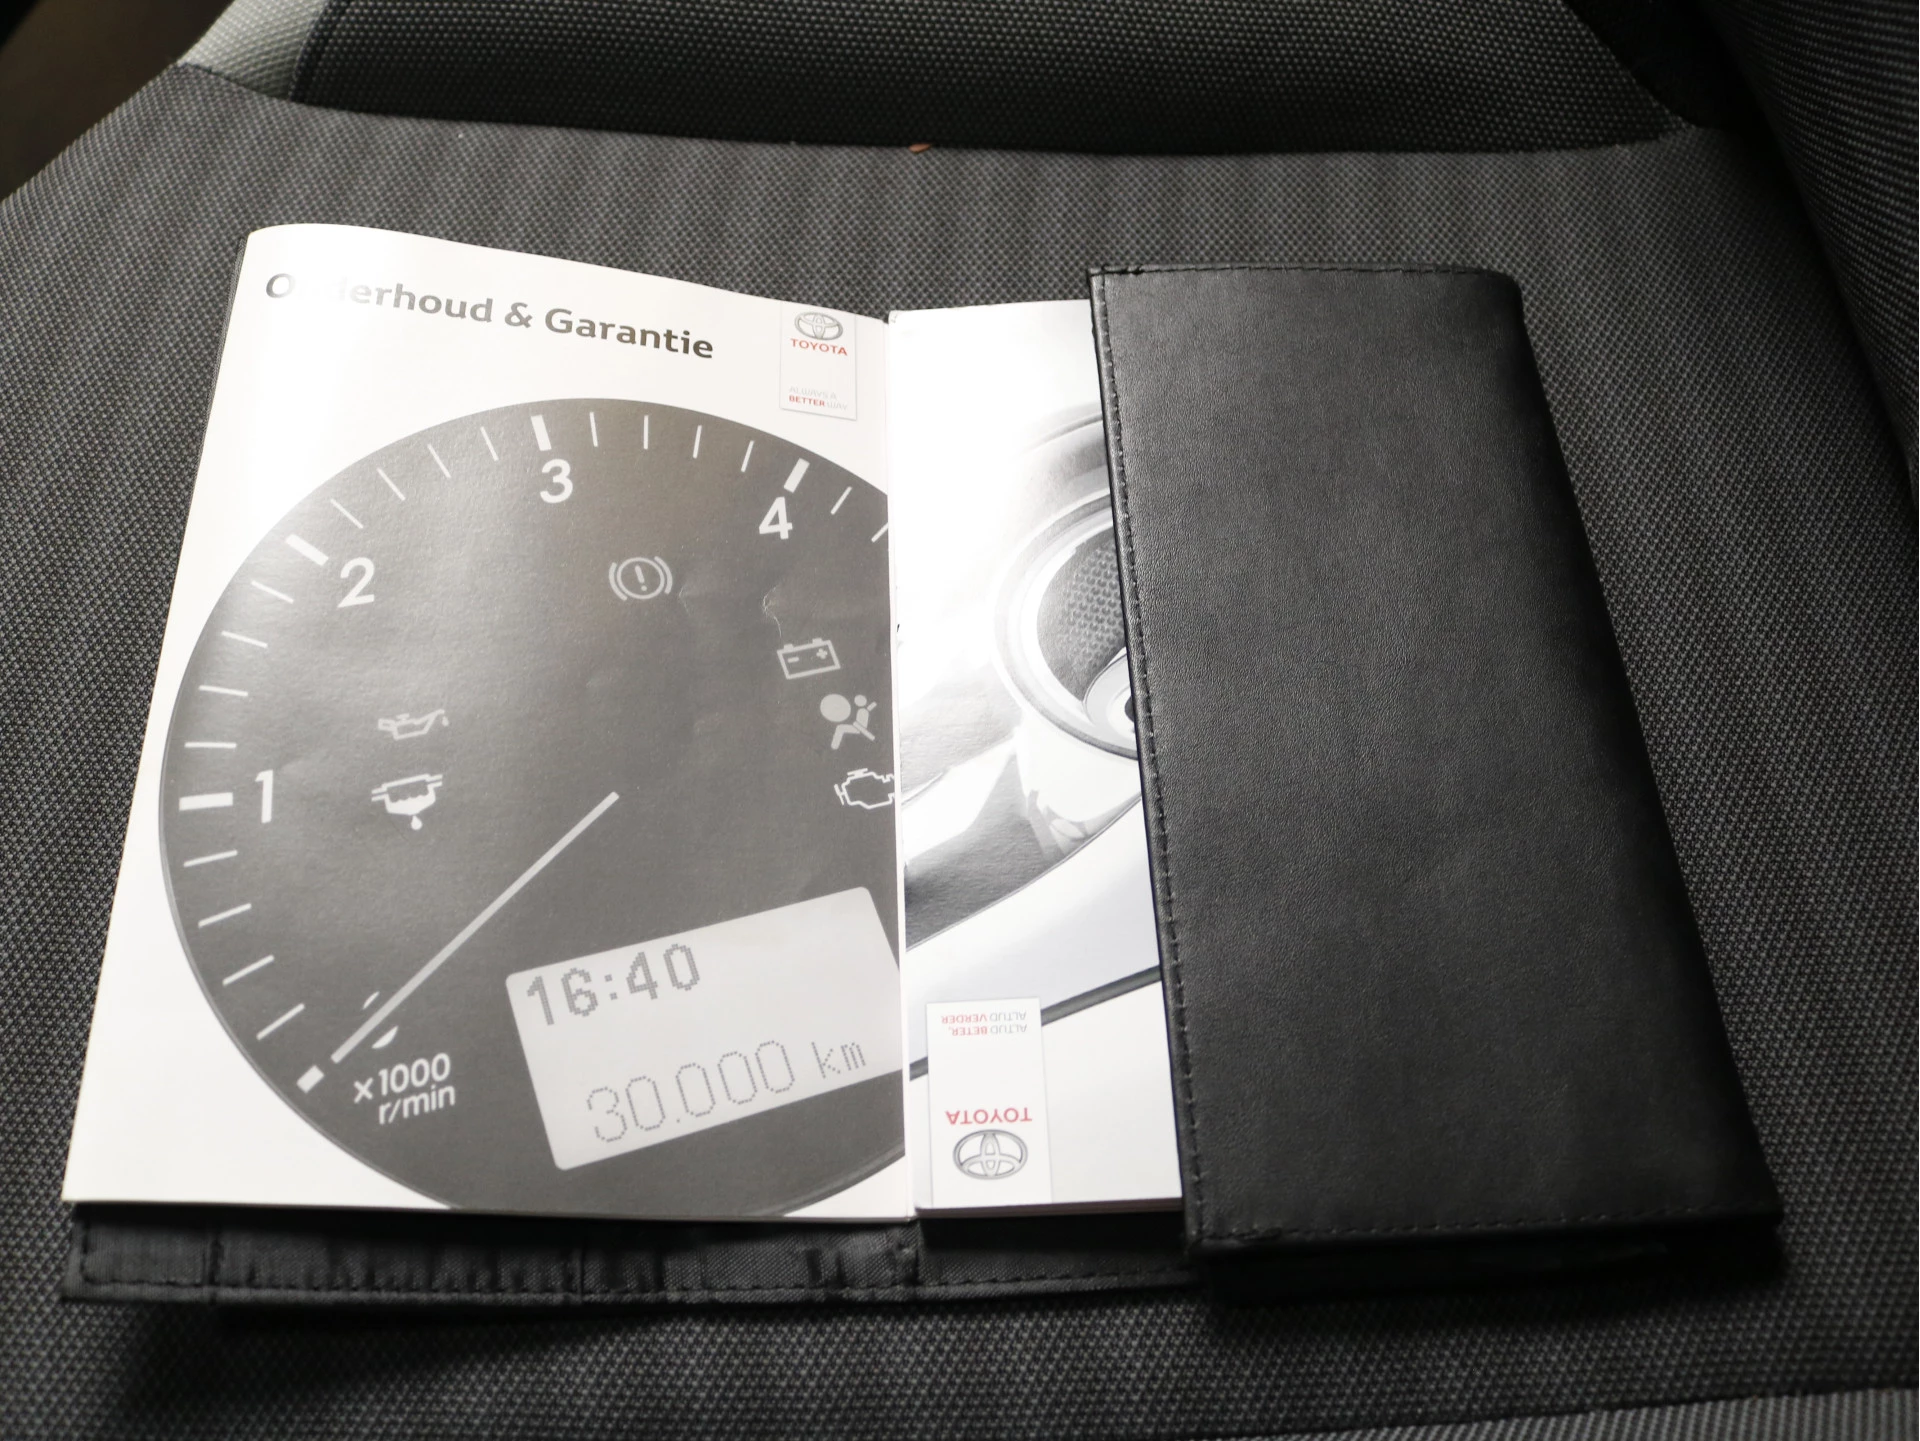 Onderhoud & Garantie
TOYOTA
ALWAYS A
BETTER WAY
3
4
2
1
16:40
30.000 km
x1000
r/min
TOYOTA
ALTIJD BETER.
ALTIJD VERDER